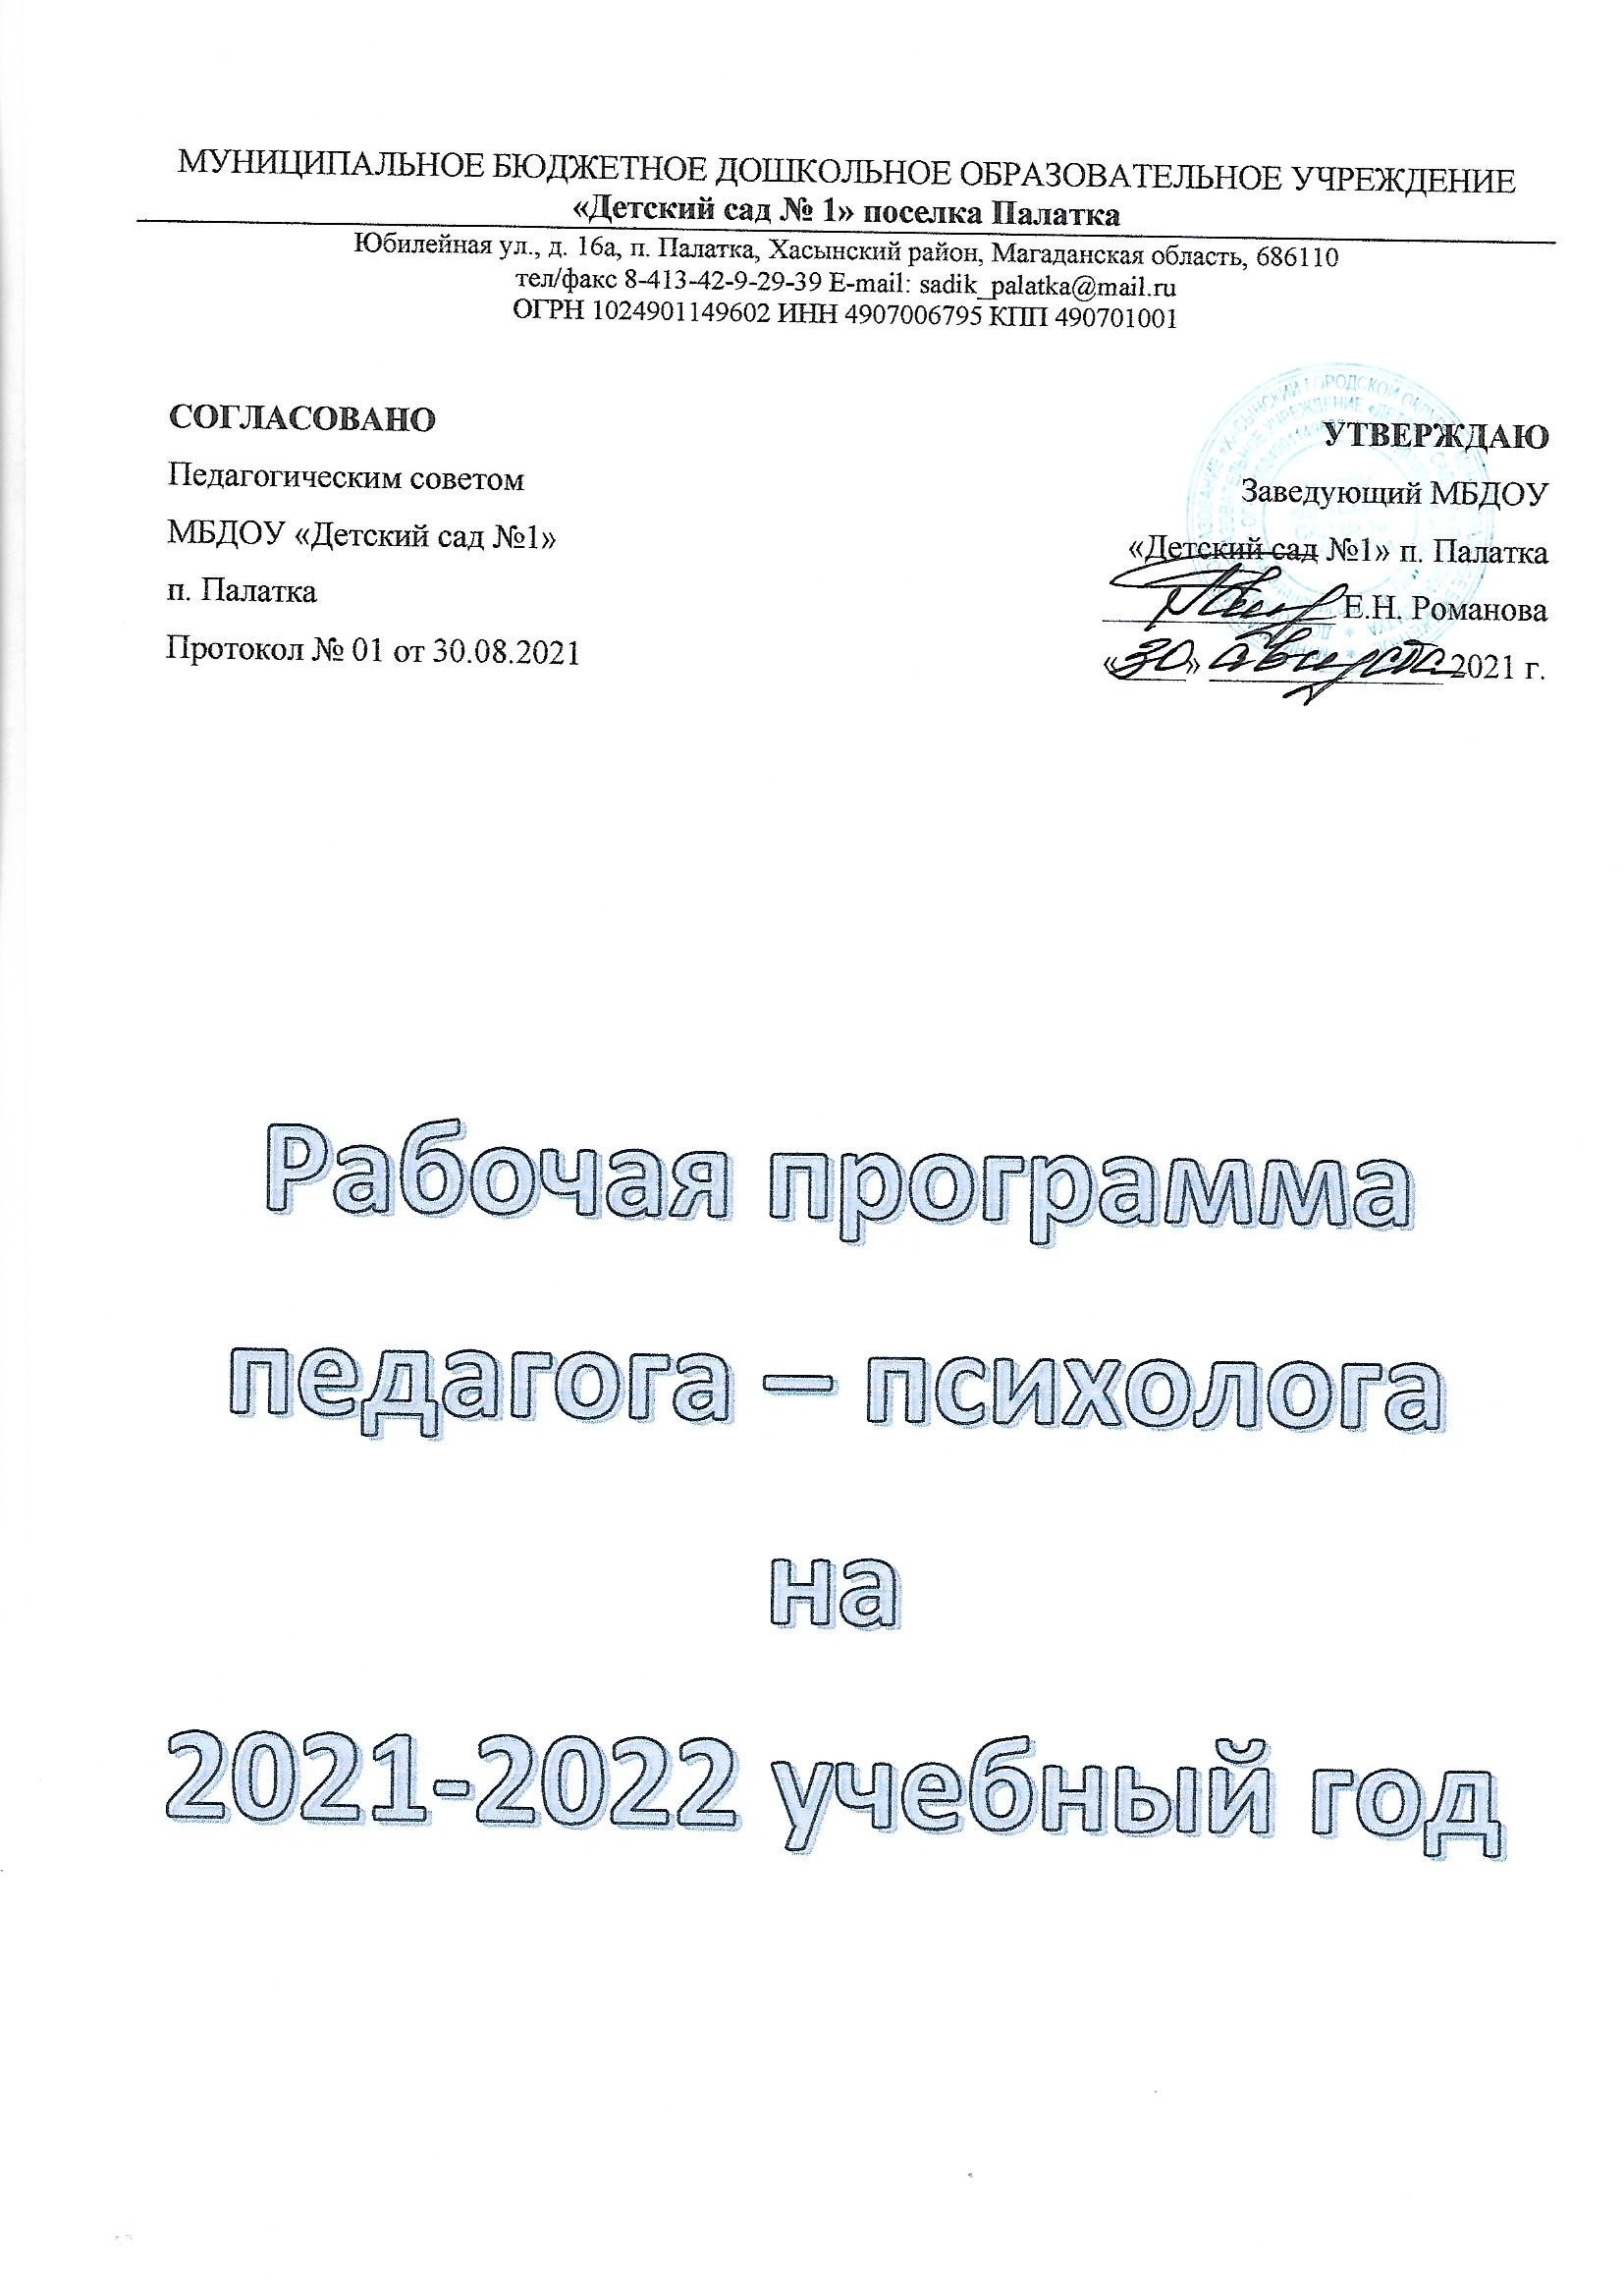 МУНИЦИПАЛЬНОЕ БЮДЖЕТНОЕ ДОШКОЛЬНОЕ ОБРАЗОВАТЕЛЬНОЕ УЧРЕЖДЕНИЕ
«Детский сад № 1» поселка Палатка
Юбилейная ул., д. 16а, п. Палатка, Хасынский район, Магаданская область, 686110
тел/факс 8-413-42-9-29-39 E-mail: sadik_palatka@mail.ru
ОГРН 1024901149602 ИНН 4907006795 КПП 490701001
СОГЛАСОВАНО
Педагогическим советом
МБДОУ «Детский сад №1»
п. Палатка
Протокол № 01 от 30.08.2021
УТВЕРЖДАЮ
Заведующий МБДОУ
«Детский сад №1» п. Палатка
Е.Н. Романова
«30» августа 2021 г.
Рабочая программа
педагога – психолога
на
2021-2022 учебный год